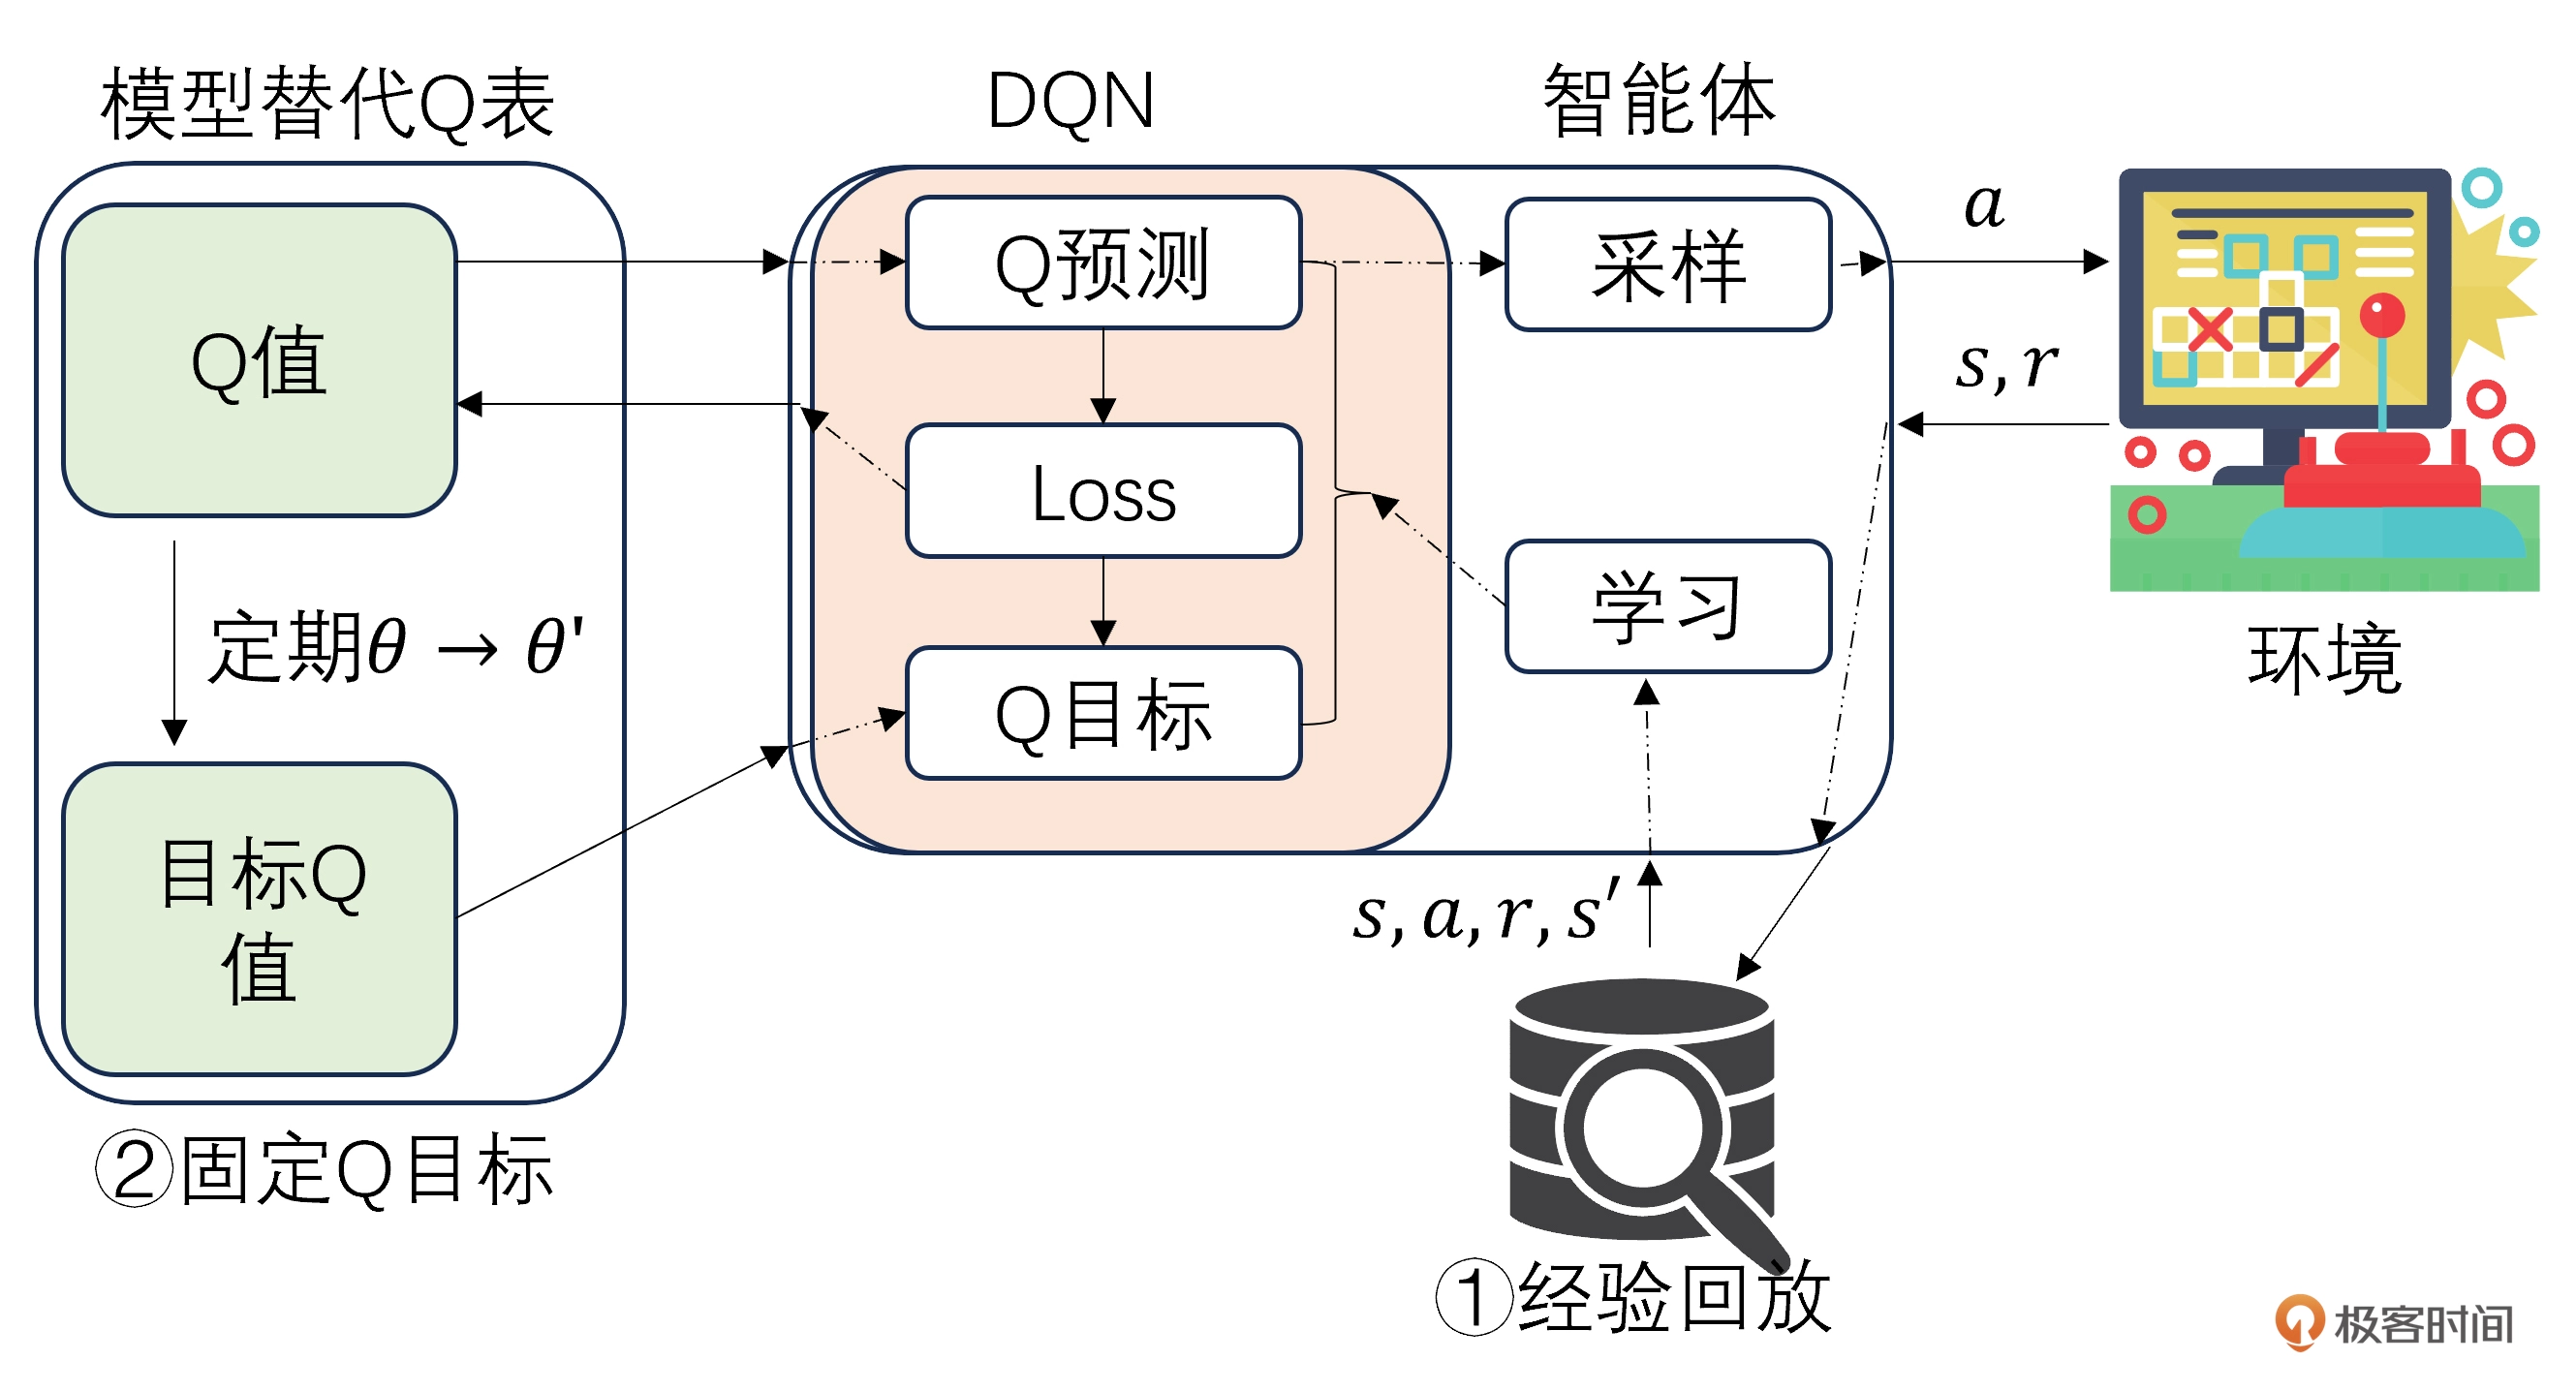 模型替代Q表
DQN
智能体
Q值
定期θ → θ'
目标Q
值
②固定Q目标
Q预测
Loss
Q目标
采样
学习
a
s, r
环境
s, a, r, s′
①经验回放
极客时间